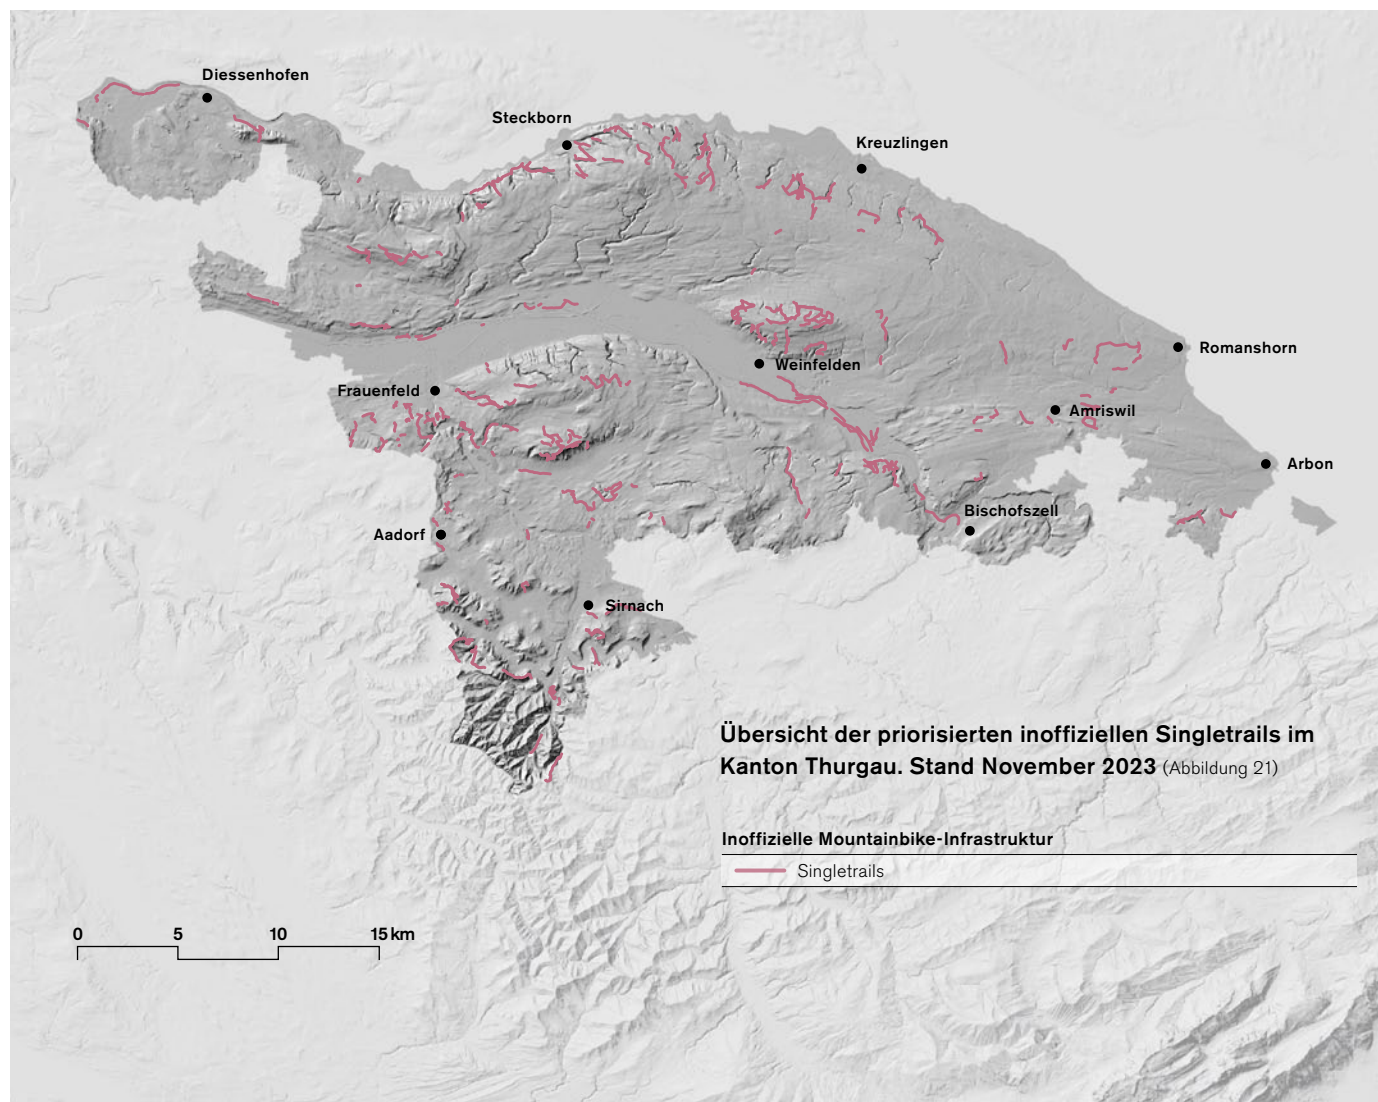 Diessenhofen
Steckborn
Kreuzlingen
Romanshorn
Weinfelden
Frauenfeld
Amriswil
Arbon
Bischofszell
Aadorf
Sirnach
Übersicht der priorisierten inoffiziellen Singletrails im
Kanton Thurgau. Stand November 2023 (Abbildung 21)
Inoffizielle Mountainbike-Infrastruktur
Singletrails
0 5 10 15 km